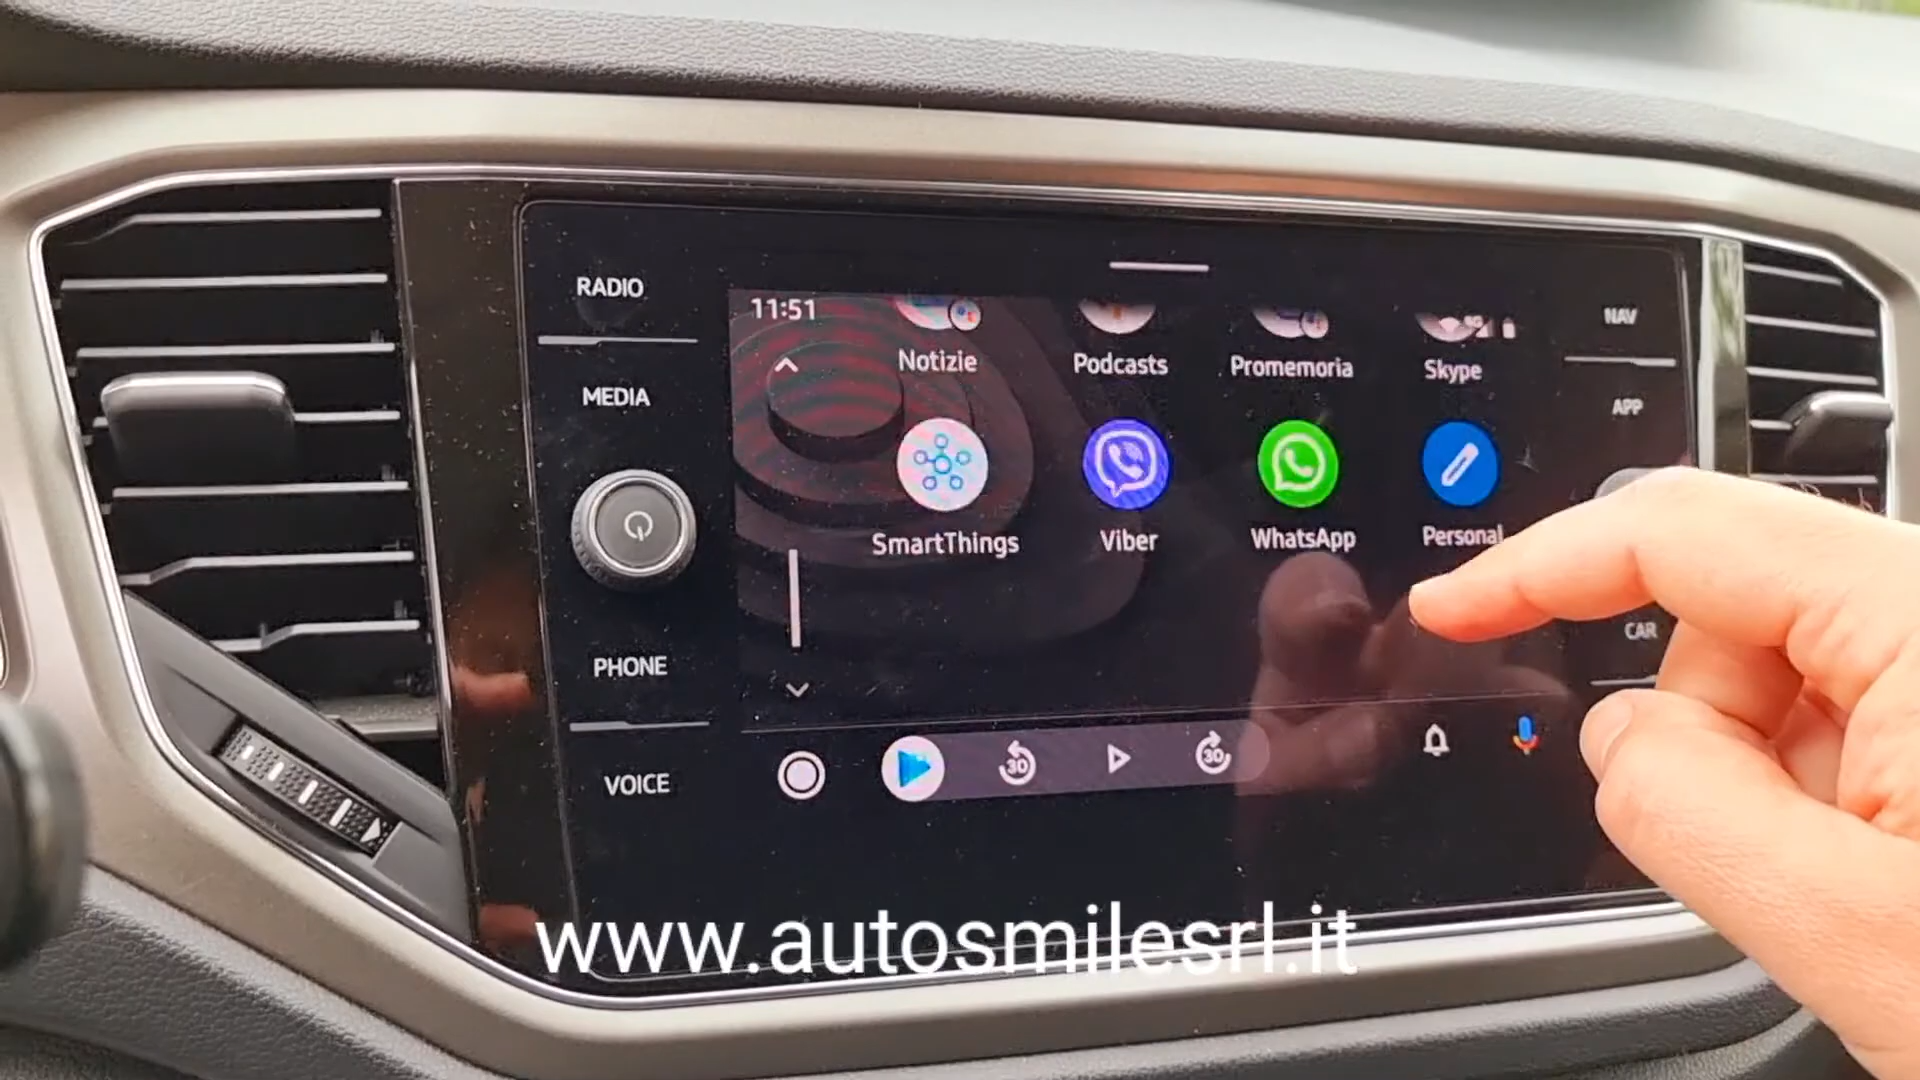 RADIO
MEDIA
PHONE
VOICE
11:51
Notizie
Podcasts
Promemoria
Skype
SmartThings
Viber
WhatsApp
Personal
30
30
NAV
APP
CAR
www.autosmilesrl.it